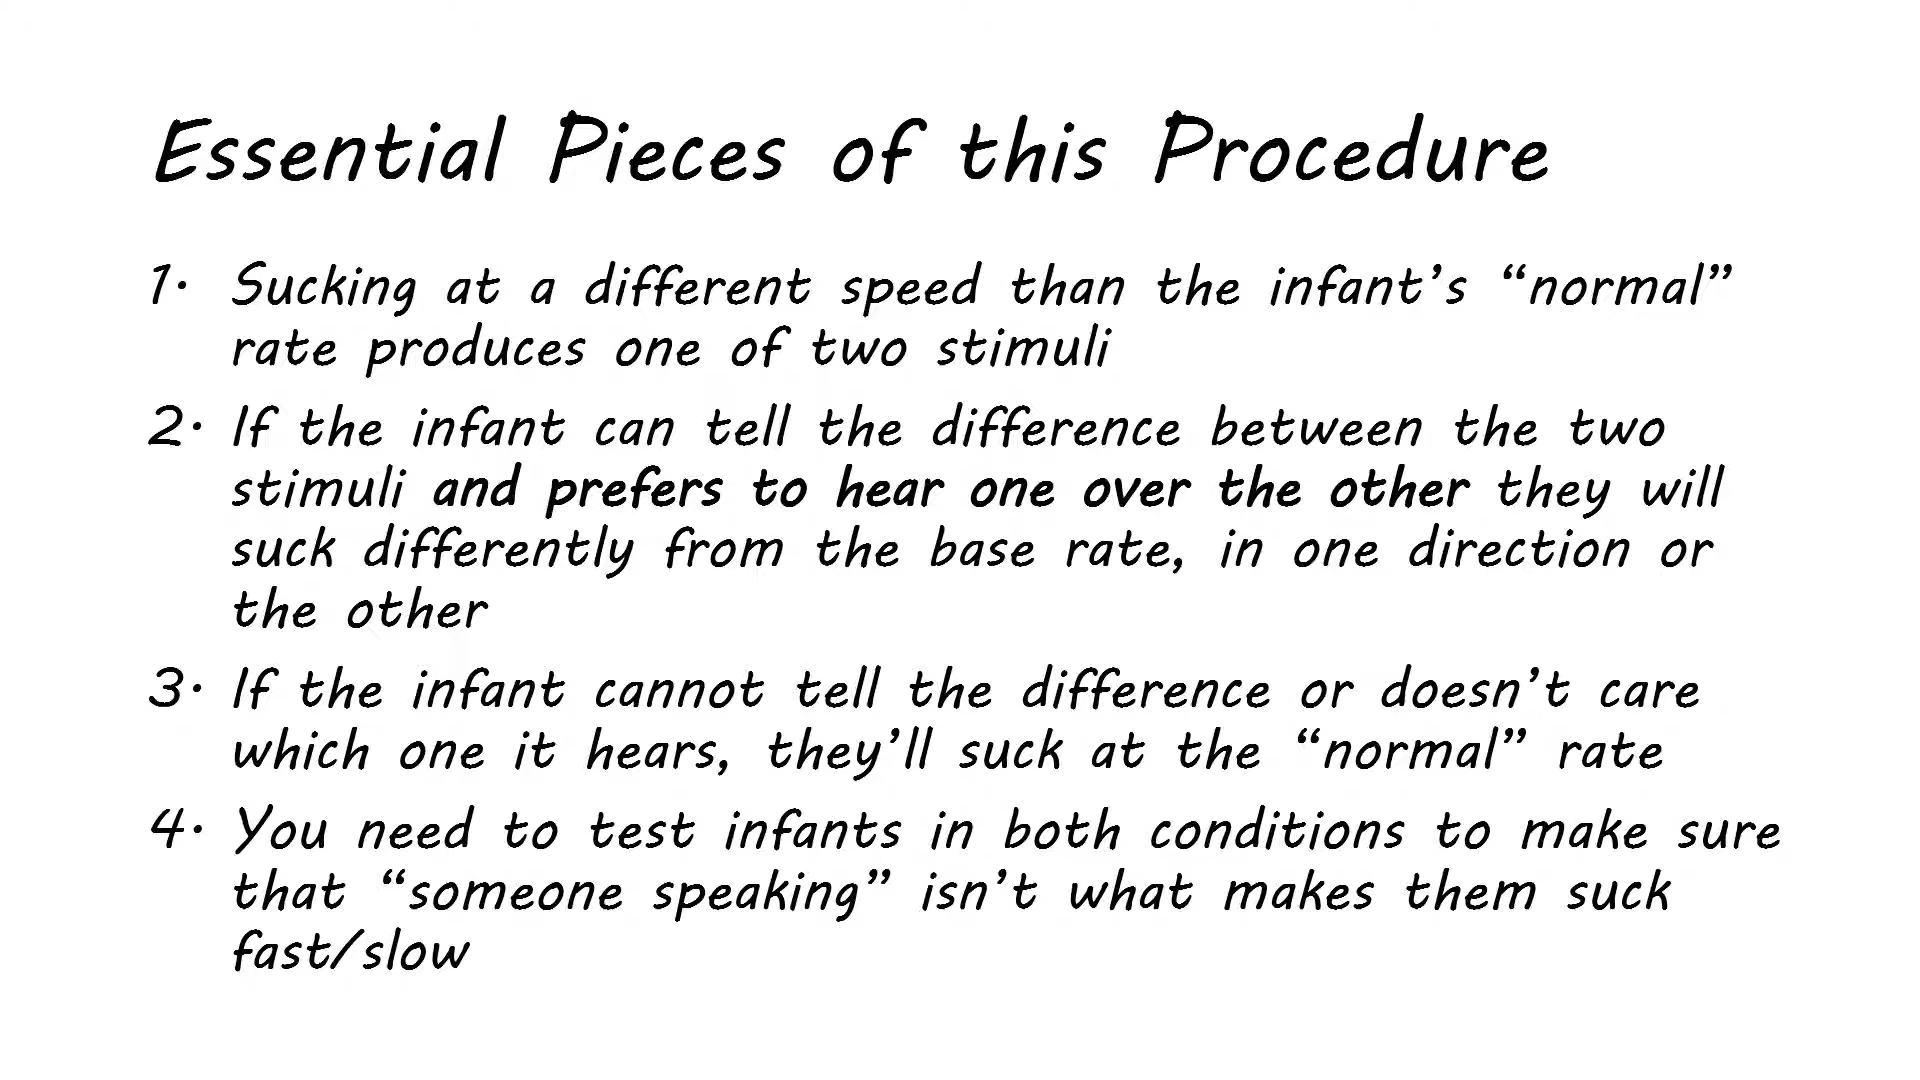 Essential Pieces of this Procedure
1. Sucking at a different speed than the infant’s “normal”
rate produces one of two stimuli
2. If the infant can tell the difference between the two
stimuli and prefers to hear one over the other they will
suck differently from the base rate, in one direction or
the other
3. If the infant cannot tell the difference or doesn’t care
which one it hears, they’ll suck at the “normal” rate
4. You need to test infants in both conditions to make sure
that “someone speaking” isn’t what makes them suck
fast/slow